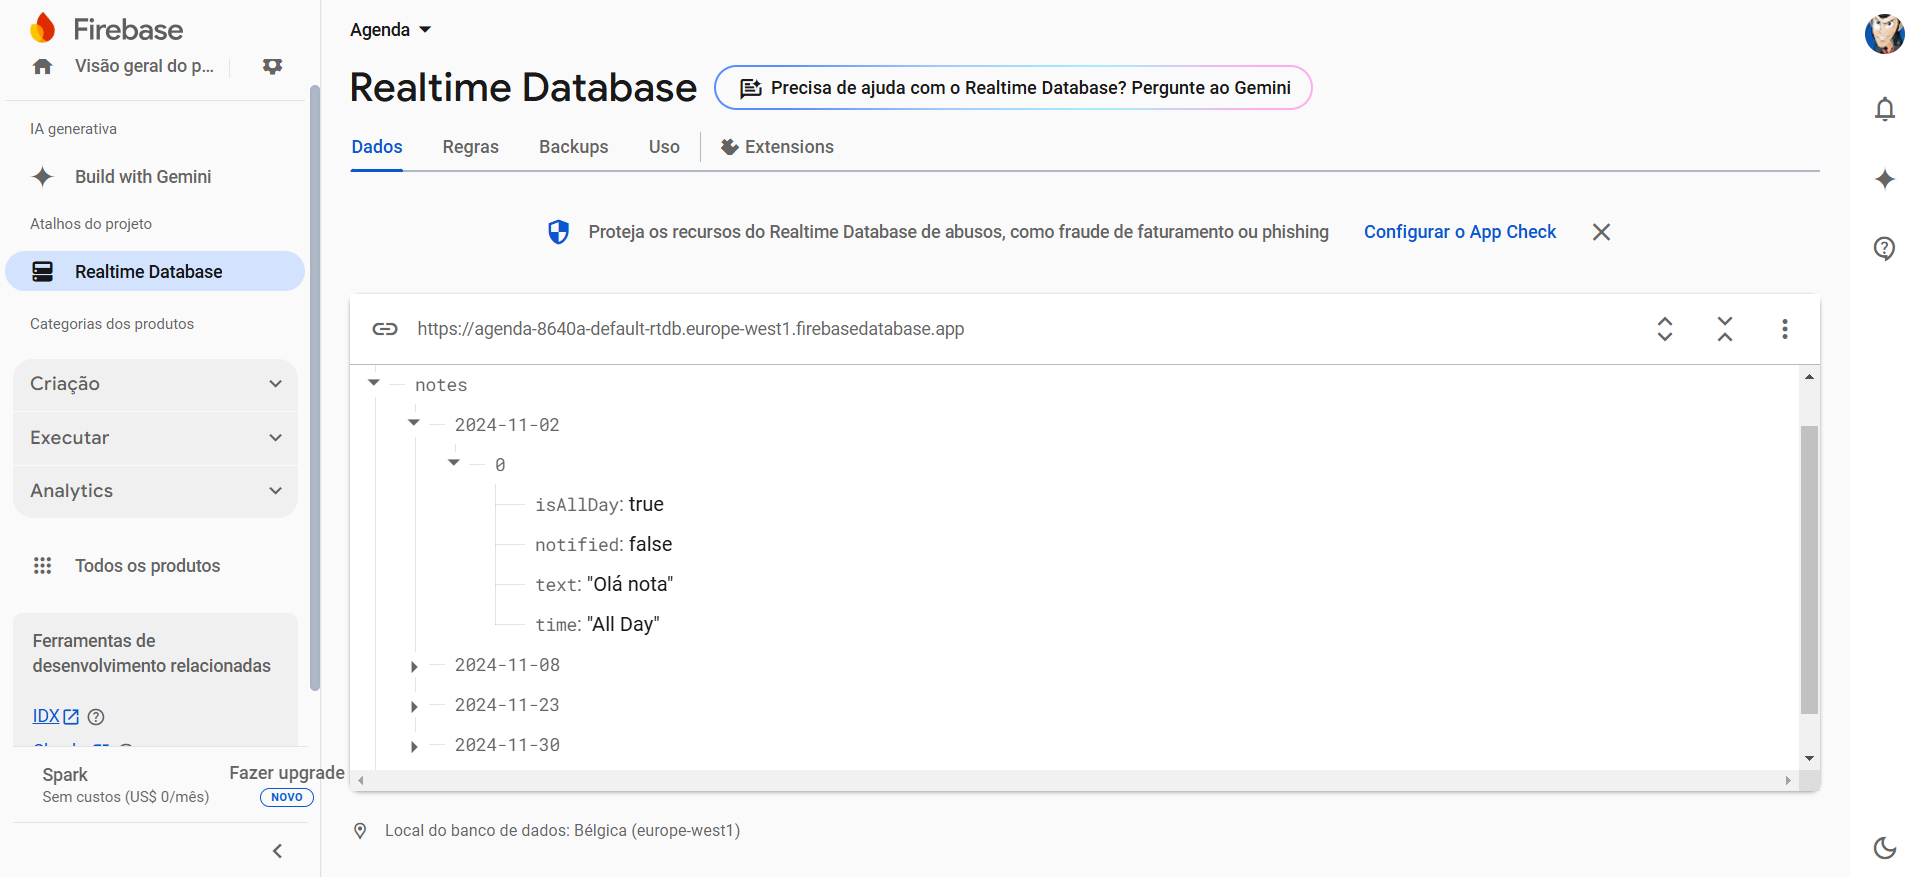 Firebase
Visão geral do p...
IA generativa
Build with Gemini
Atalhos do projeto
Realtime Database
Categorias dos produtos
Criação
Executar
Analytics
Todos os produtos
Ferramentas de
desenvolvimento relacionadas
IDX
Spark
Sem custos (US$ 0/mês)
Fazer upgrade
NOVO
Agenda
Realtime Database
Precisa de ajuda com o Realtime Database? Pergunte ao Gemini
Dados Regras Backups Uso Extensions
Proteja os recursos do Realtime Database de abusos, como fraude de faturamento ou phishing Configurar o App Check
https://agenda-8640a-default-rtdb.europe-west1.firebasedatabase.app
notes
2024-11-02
0
isAllDay: true
notified: false
text: "Olá nota"
time: "All Day"
2024-11-08
2024-11-23
2024-11-30
Local do banco de dados: Bélgica (europe-west1)